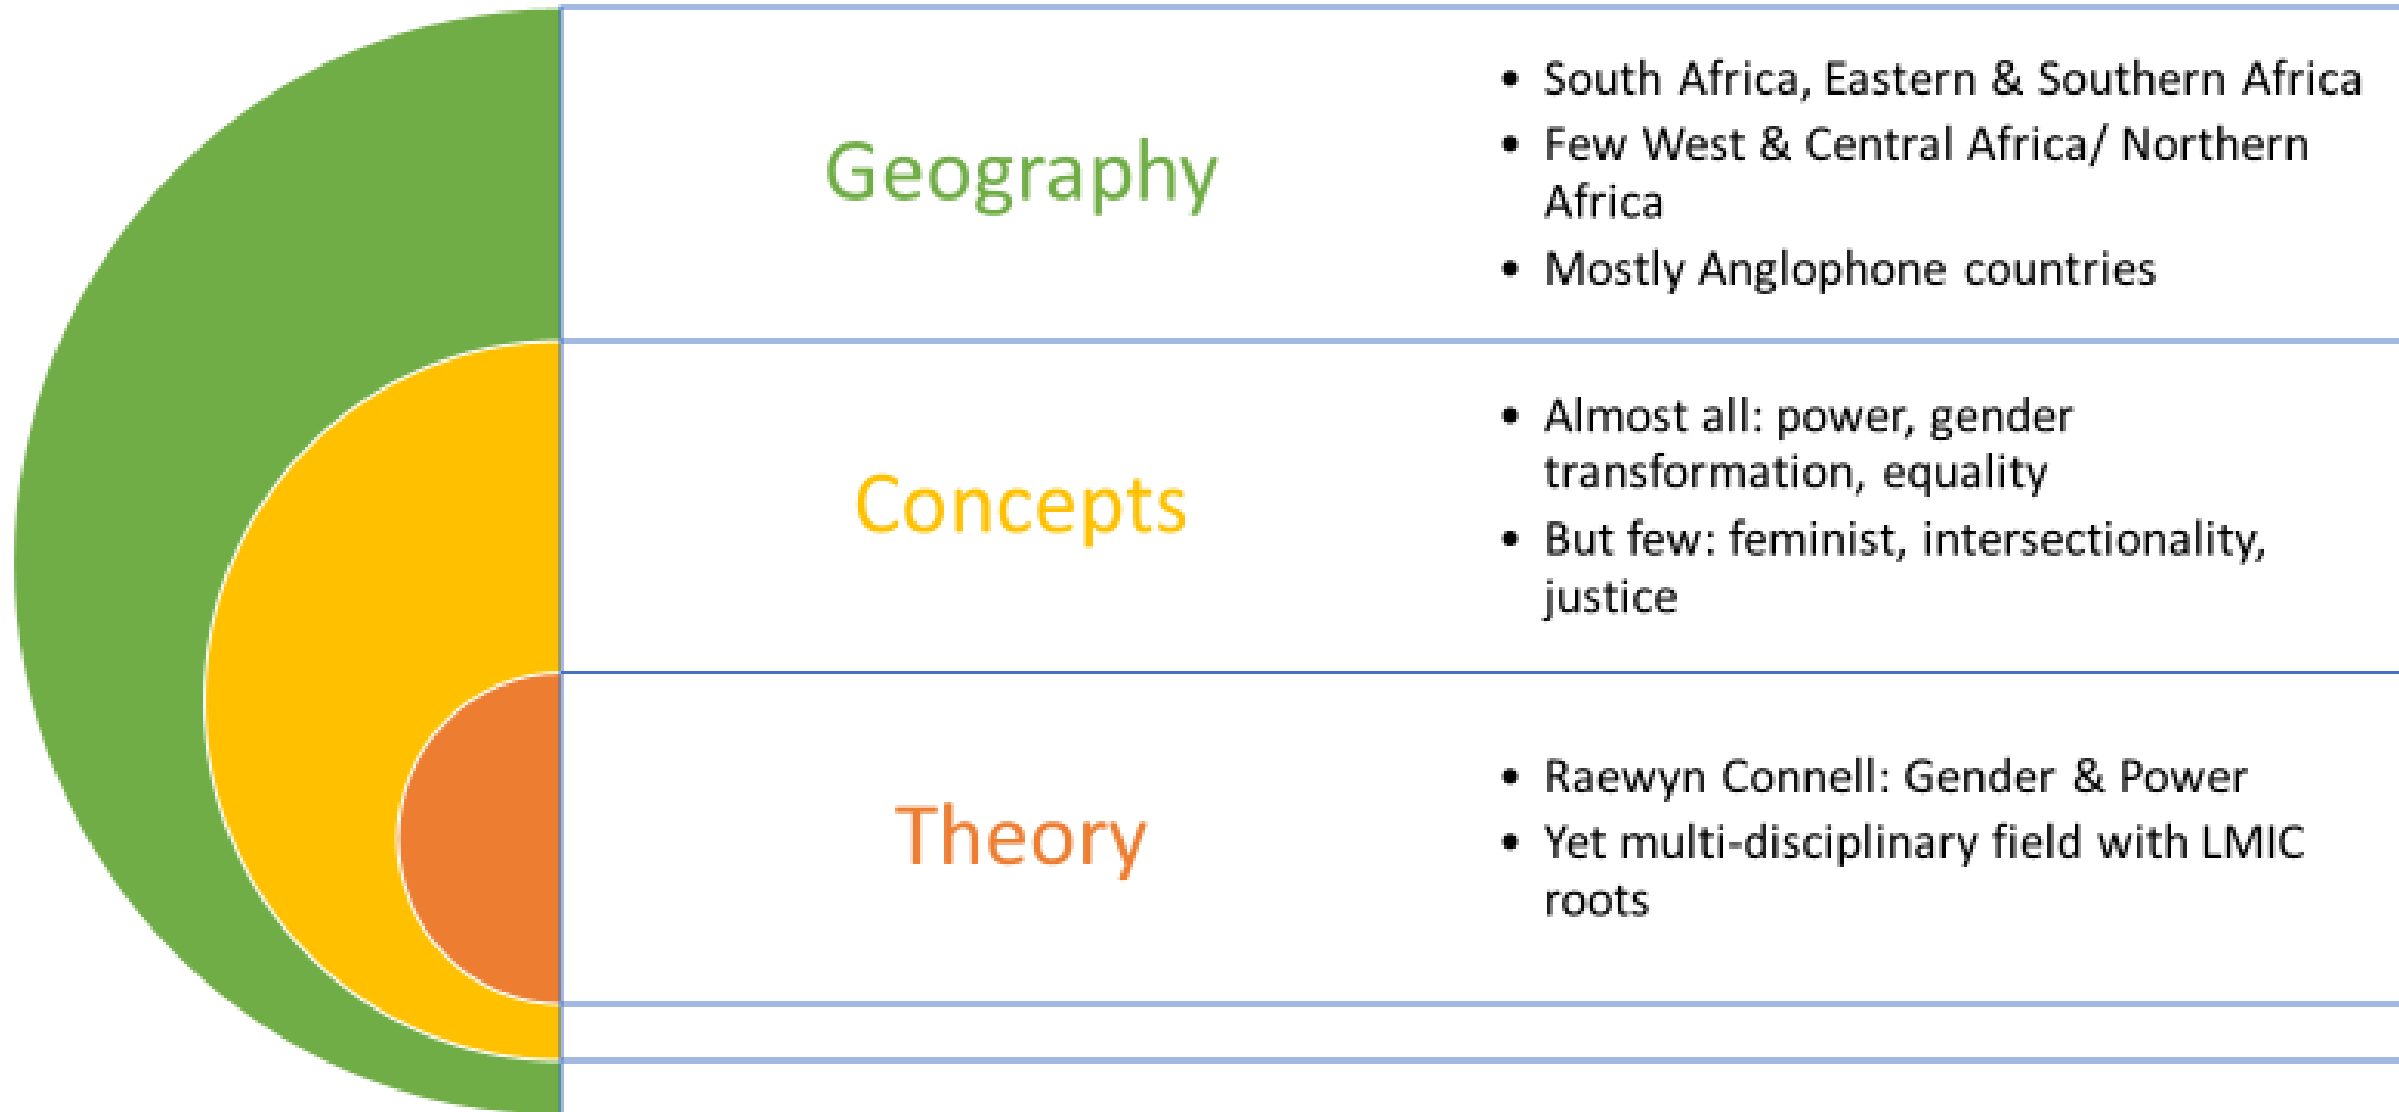 Geography
• South Africa, Eastern & Southern Africa
• Few West & Central Africa/ Northern
Africa
• Mostly Anglophone countries
Concepts
• Almost all: power, gender
transformation, equality
• But few: feminist, intersectionality,
justice
Theory
• Raewyn Connell: Gender & Power
• Yet multi-disciplinary field with LMIC
roots